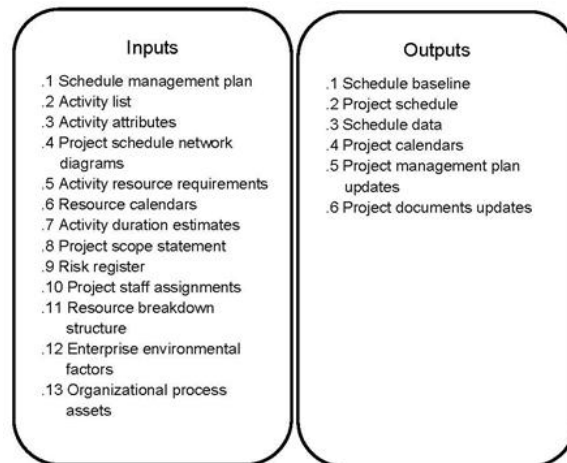 Inputs
.1 Schedule management plan
.2 Activity list
.3 Activity attributes
.4 Project schedule network
diagrams
.5 Activity resource requirements
.6 Resource calendars
.7 Activity duration estimates
.8 Project scope statement
.9 Risk register
.10 Project staff assignments
.11 Resource breakdown
structure
.12 Enterprise environmental
factors
.13 Organizational process
assets
Outputs
.1 Schedule baseline
.2 Project schedule
.3 Schedule data
.4 Project calendars
.5 Project management plan
updates
.6 Project documents updates